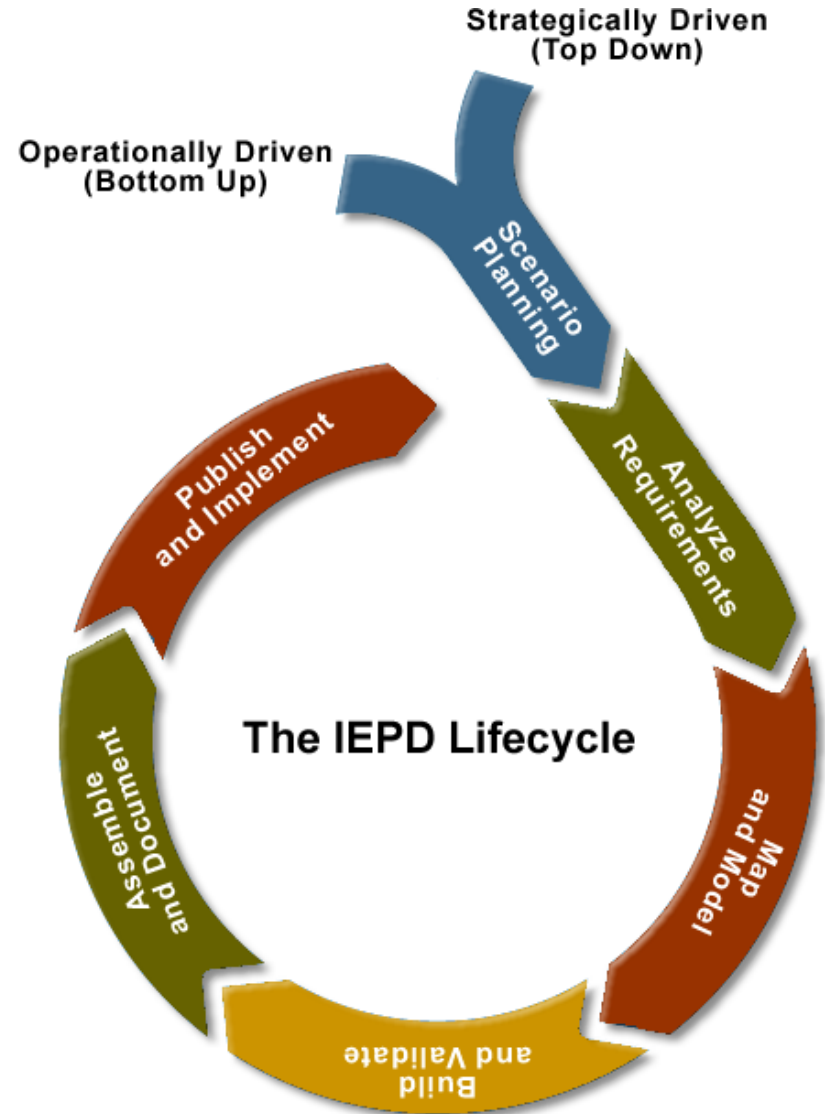 Strategically Driven
(Top Down)
Operationally Driven
(Bottom Up)
Scenario
Planning
Analyze
Requirements
Map
and Model
Build
and Validate
Assemble
and Document
Publish
and Implement
The IEPD Lifecycle